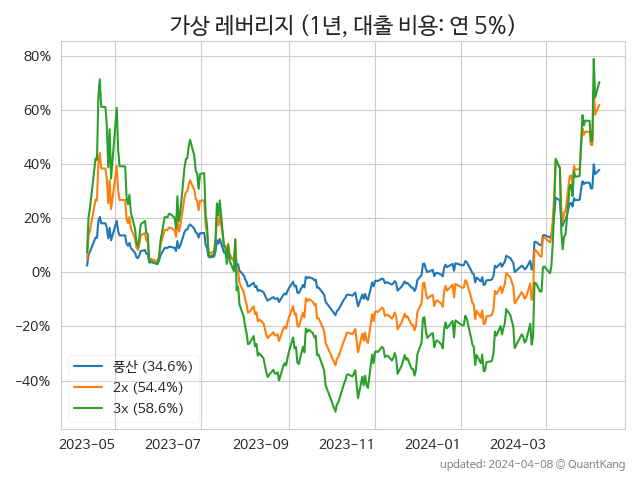 가상 레버리지 (1년, 대출 비용: 연 5%)
80%
60%
40%
20%
0%
−20%
−40%
풍산 (34.6%)
2x (54.4%)
3x (58.6%)
2023-05 2023-07 2023-09 2023-11 2024-01 2024-03
updated: 2024-04-08 © QuantKang